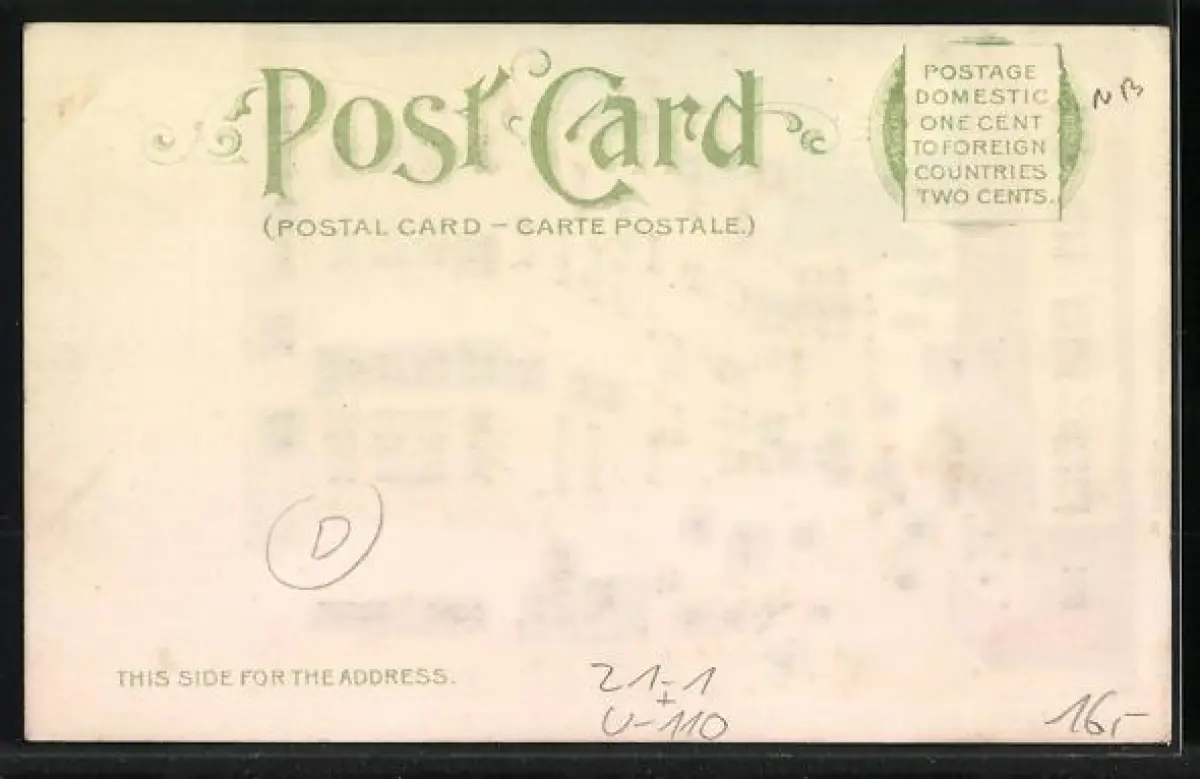 Post Card
(POSTAL CARD – CARTE POSTALE.)
POSTAGE
DOMESTIC
ONE CENT
TO FOREIGN
COUNTRIES
TWO CENTS.
NB
D
THIS SIDE FOR THE ADDRESS.
21-1
+
U-110
16,-